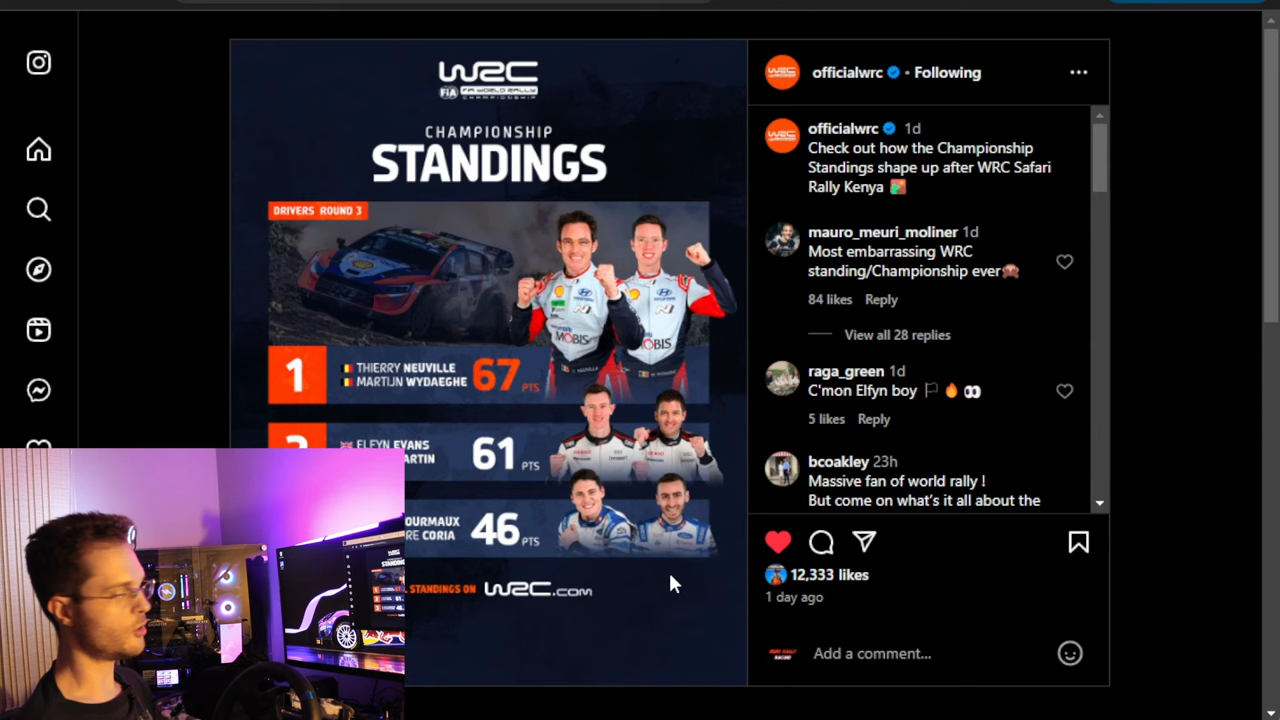 WRC
FIA WORLD RALLY
CHAMPIONSHIP
CHAMPIONSHIP
STANDINGS
DRIVERS ROUND 3
1
THIERRY NEUVILLE
MARTIJN WYDAEGHE
67 PTS
ELFYN EVANS
ARTIN
61 PTS
OURMAUX
RE CORIA
46 PTS
STANDINGS ON WRC.COM
officialwrc • Following
officialwrc 1d
Check out how the Championship
Standings shape up after WRC Safari
Rally Kenya
mauro_meuri_moliner 1d
Most embarrassing WRC
standing/Championship ever🙈
84 likes Reply
View all 28 replies
raga_green 1d
C'mon Elfyn boy 🏴 🔥 👀
5 likes Reply
bcoakley 23h
Massive fan of world rally !
But come on what's it all about the
12,333 likes
1 day ago
Add a comment...